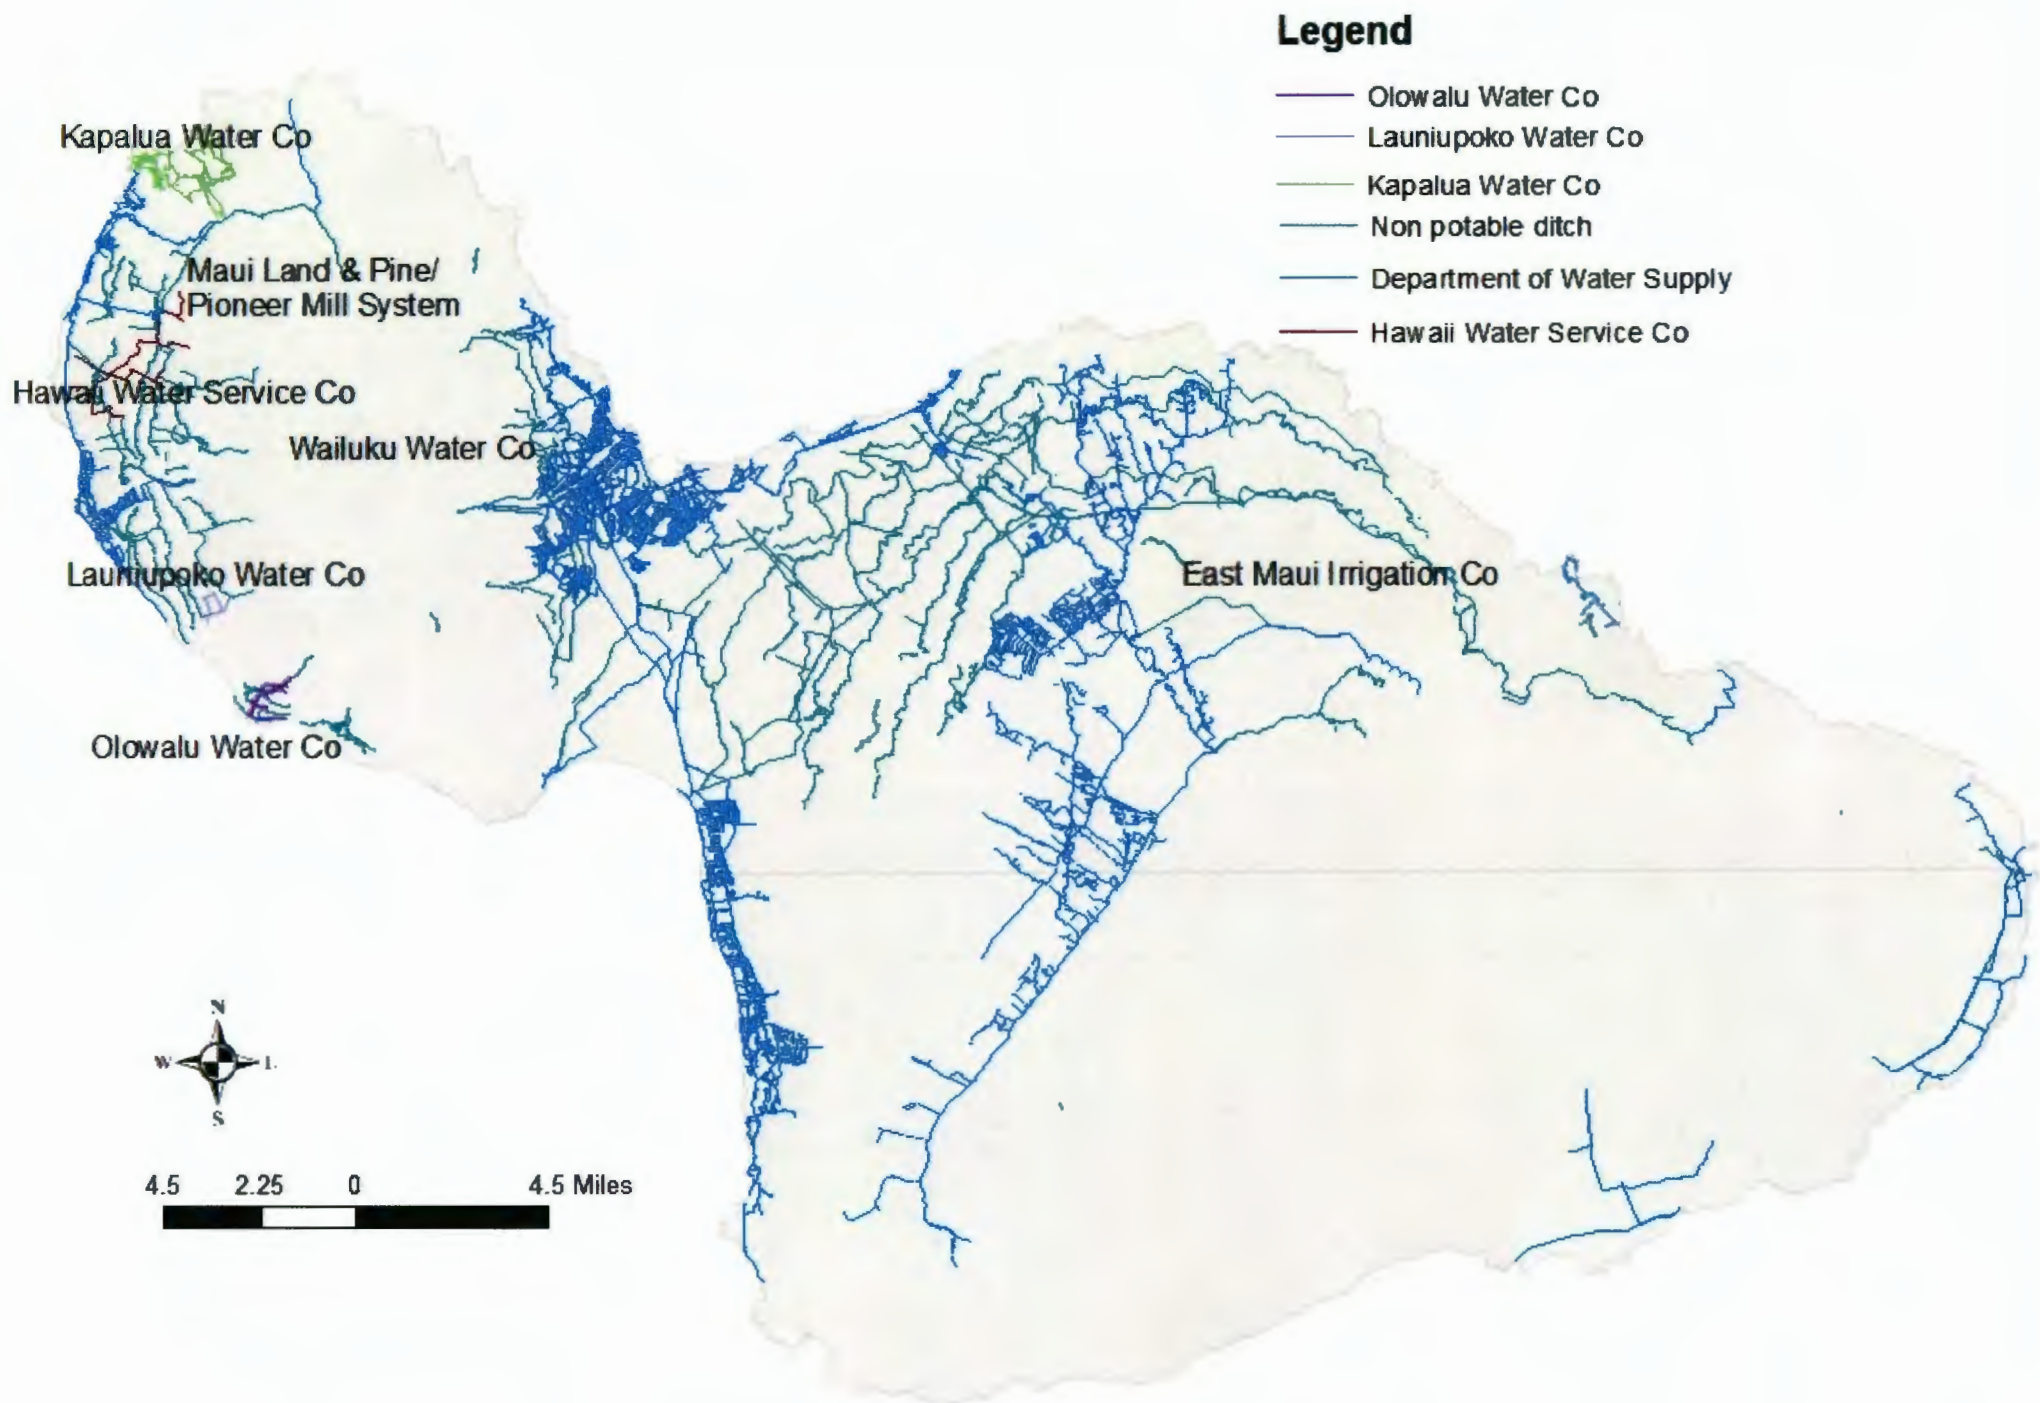 Legend
Olowalu Water Co
Launiupoko Water Co
Kapalua Water Co
Non potable ditch
Department of Water Supply
Hawaii Water Service Co
Kapalua Water Co
Maui Land & Pine/
Pioneer Mill System
Hawaii Water Service Co
Wailuku Water Co
Launiupoko Water Co
East Maui Irrigation Co
Olowalu Water Co
N
W
S
4.5 2.25 0 4.5 Miles